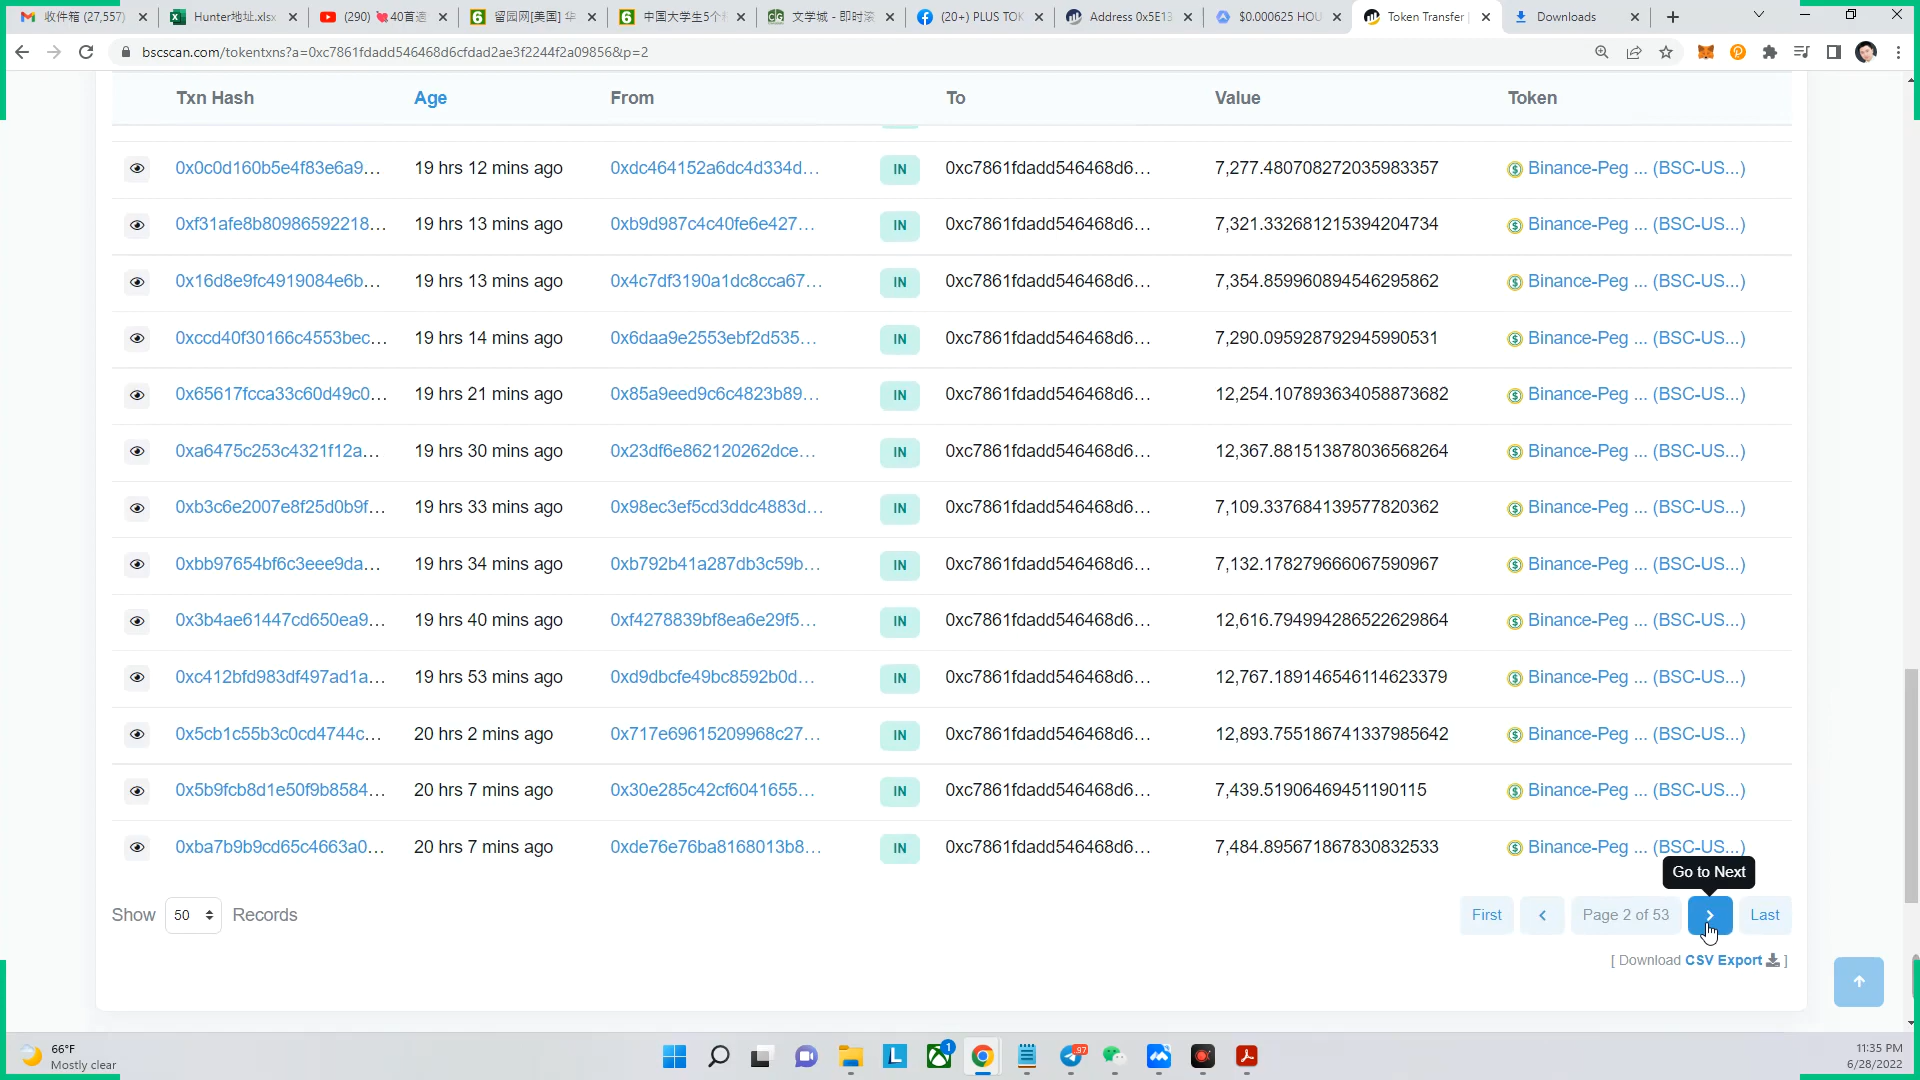 收件箱 (27,557)
Hunter地址.xlsx
(290) 💘40首遗
留园网[美国] 华
中国大学生5个
文学城 - 即时滚
(20+) PLUS TOK
Address 0x5E13
$0.000625 HOU
Token Transfer |
Downloads
bscscan.com/tokentxns?a=0xc7861fdadd546468d6cfdad2ae3f2244f2a09856&p=2
Txn Hash Age From To Value Token
0x0c0d160b5e4f83e6a9... 19 hrs 12 mins ago 0xdc464152a6dc4d334d... IN 0xc7861fdadd546468d6... 7,277.480708272035983357 Binance-Peg ... (BSC-US...)
0xf31afe8b80986592218... 19 hrs 13 mins ago 0xb9d987c4c40fe6e427... IN 0xc7861fdadd546468d6... 7,321.332681215394204734 Binance-Peg ... (BSC-US...)
0x16d8e9fc4919084e6b... 19 hrs 13 mins ago 0x4c7df3190a1dc8cca67... IN 0xc7861fdadd546468d6... 7,354.859960894546295862 Binance-Peg ... (BSC-US...)
0xccd40f30166c4553bec... 19 hrs 14 mins ago 0x6daa9e2553ebf2d535... IN 0xc7861fdadd546468d6... 7,290.095928792945990531 Binance-Peg ... (BSC-US...)
0x65617fcca33c60d49c0... 19 hrs 21 mins ago 0x85a9eed9c6c4823b89... IN 0xc7861fdadd546468d6... 12,254.107893634058873682 Binance-Peg ... (BSC-US...)
0xa6475c253c4321f12a... 19 hrs 30 mins ago 0x23df6e862120262dce... IN 0xc7861fdadd546468d6... 12,367.881513878036568264 Binance-Peg ... (BSC-US...)
0xb3c6e2007e8f25d0b9f... 19 hrs 33 mins ago 0x98ec3ef5cd3ddc4883d... IN 0xc7861fdadd546468d6... 7,109.337684139577820362 Binance-Peg ... (BSC-US...)
0xbb97654bf6c3eee9da... 19 hrs 34 mins ago 0xb792b41a287db3c59b... IN 0xc7861fdadd546468d6... 7,132.178279666067590967 Binance-Peg ... (BSC-US...)
0x3b4ae61447cd650ea9... 19 hrs 40 mins ago 0xf4278839bf8ea6e29f5... IN 0xc7861fdadd546468d6... 12,616.794994286522629864 Binance-Peg ... (BSC-US...)
0xc412bfd983df497ad1a... 19 hrs 53 mins ago 0xd9dbcfe49bc8592b0d... IN 0xc7861fdadd546468d6... 12,767.189146546114623379 Binance-Peg ... (BSC-US...)
0x5cb1c55b3c0cd4744c... 20 hrs 2 mins ago 0x717e69615209968c27... IN 0xc7861fdadd546468d6... 12,893.755186741337985642 Binance-Peg ... (BSC-US...)
0x5b9fcb8d1e50f9b8584... 20 hrs 7 mins ago 0x30e285c42cf6041655... IN 0xc7861fdadd546468d6... 7,439.51906469451190115 Binance-Peg ... (BSC-US...)
0xba7b9b9cd65c4663a0... 20 hrs 7 mins ago 0xde76e76ba8168013b8... IN 0xc7861fdadd546468d6... 7,484.895671867830832533 Binance-Peg ... (BSC-US...)
Go to Next
Show 50 Records
First Page 2 of 53 Last
[ Download CSV Export ]
66°F
Mostly clear
1
97
11:35 PM
6/28/2022